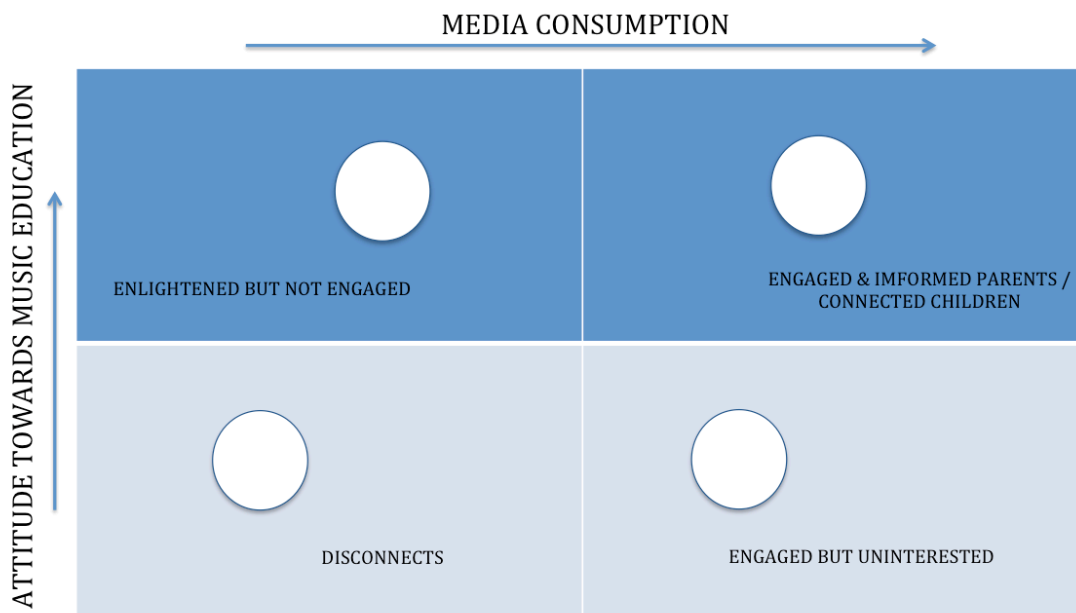 MEDIA CONSUMPTION
ATTITUDE TOWARDS MUSIC EDUCATION
ENLIGHTENED BUT NOT ENGAGED
ENGAGED & IMFORMED PARENTS /
CONNECTED CHILDREN
DISCONNECTS
ENGAGED BUT UNINTERESTED